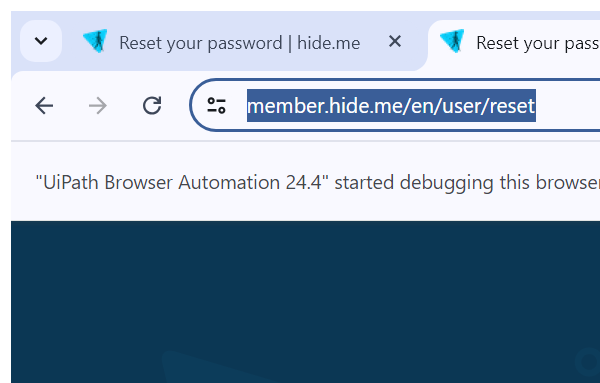 Reset your password | hide.me
Reset your pass
member.hide.me/en/user/reset
"UiPath Browser Automation 24.4" started debugging this browser